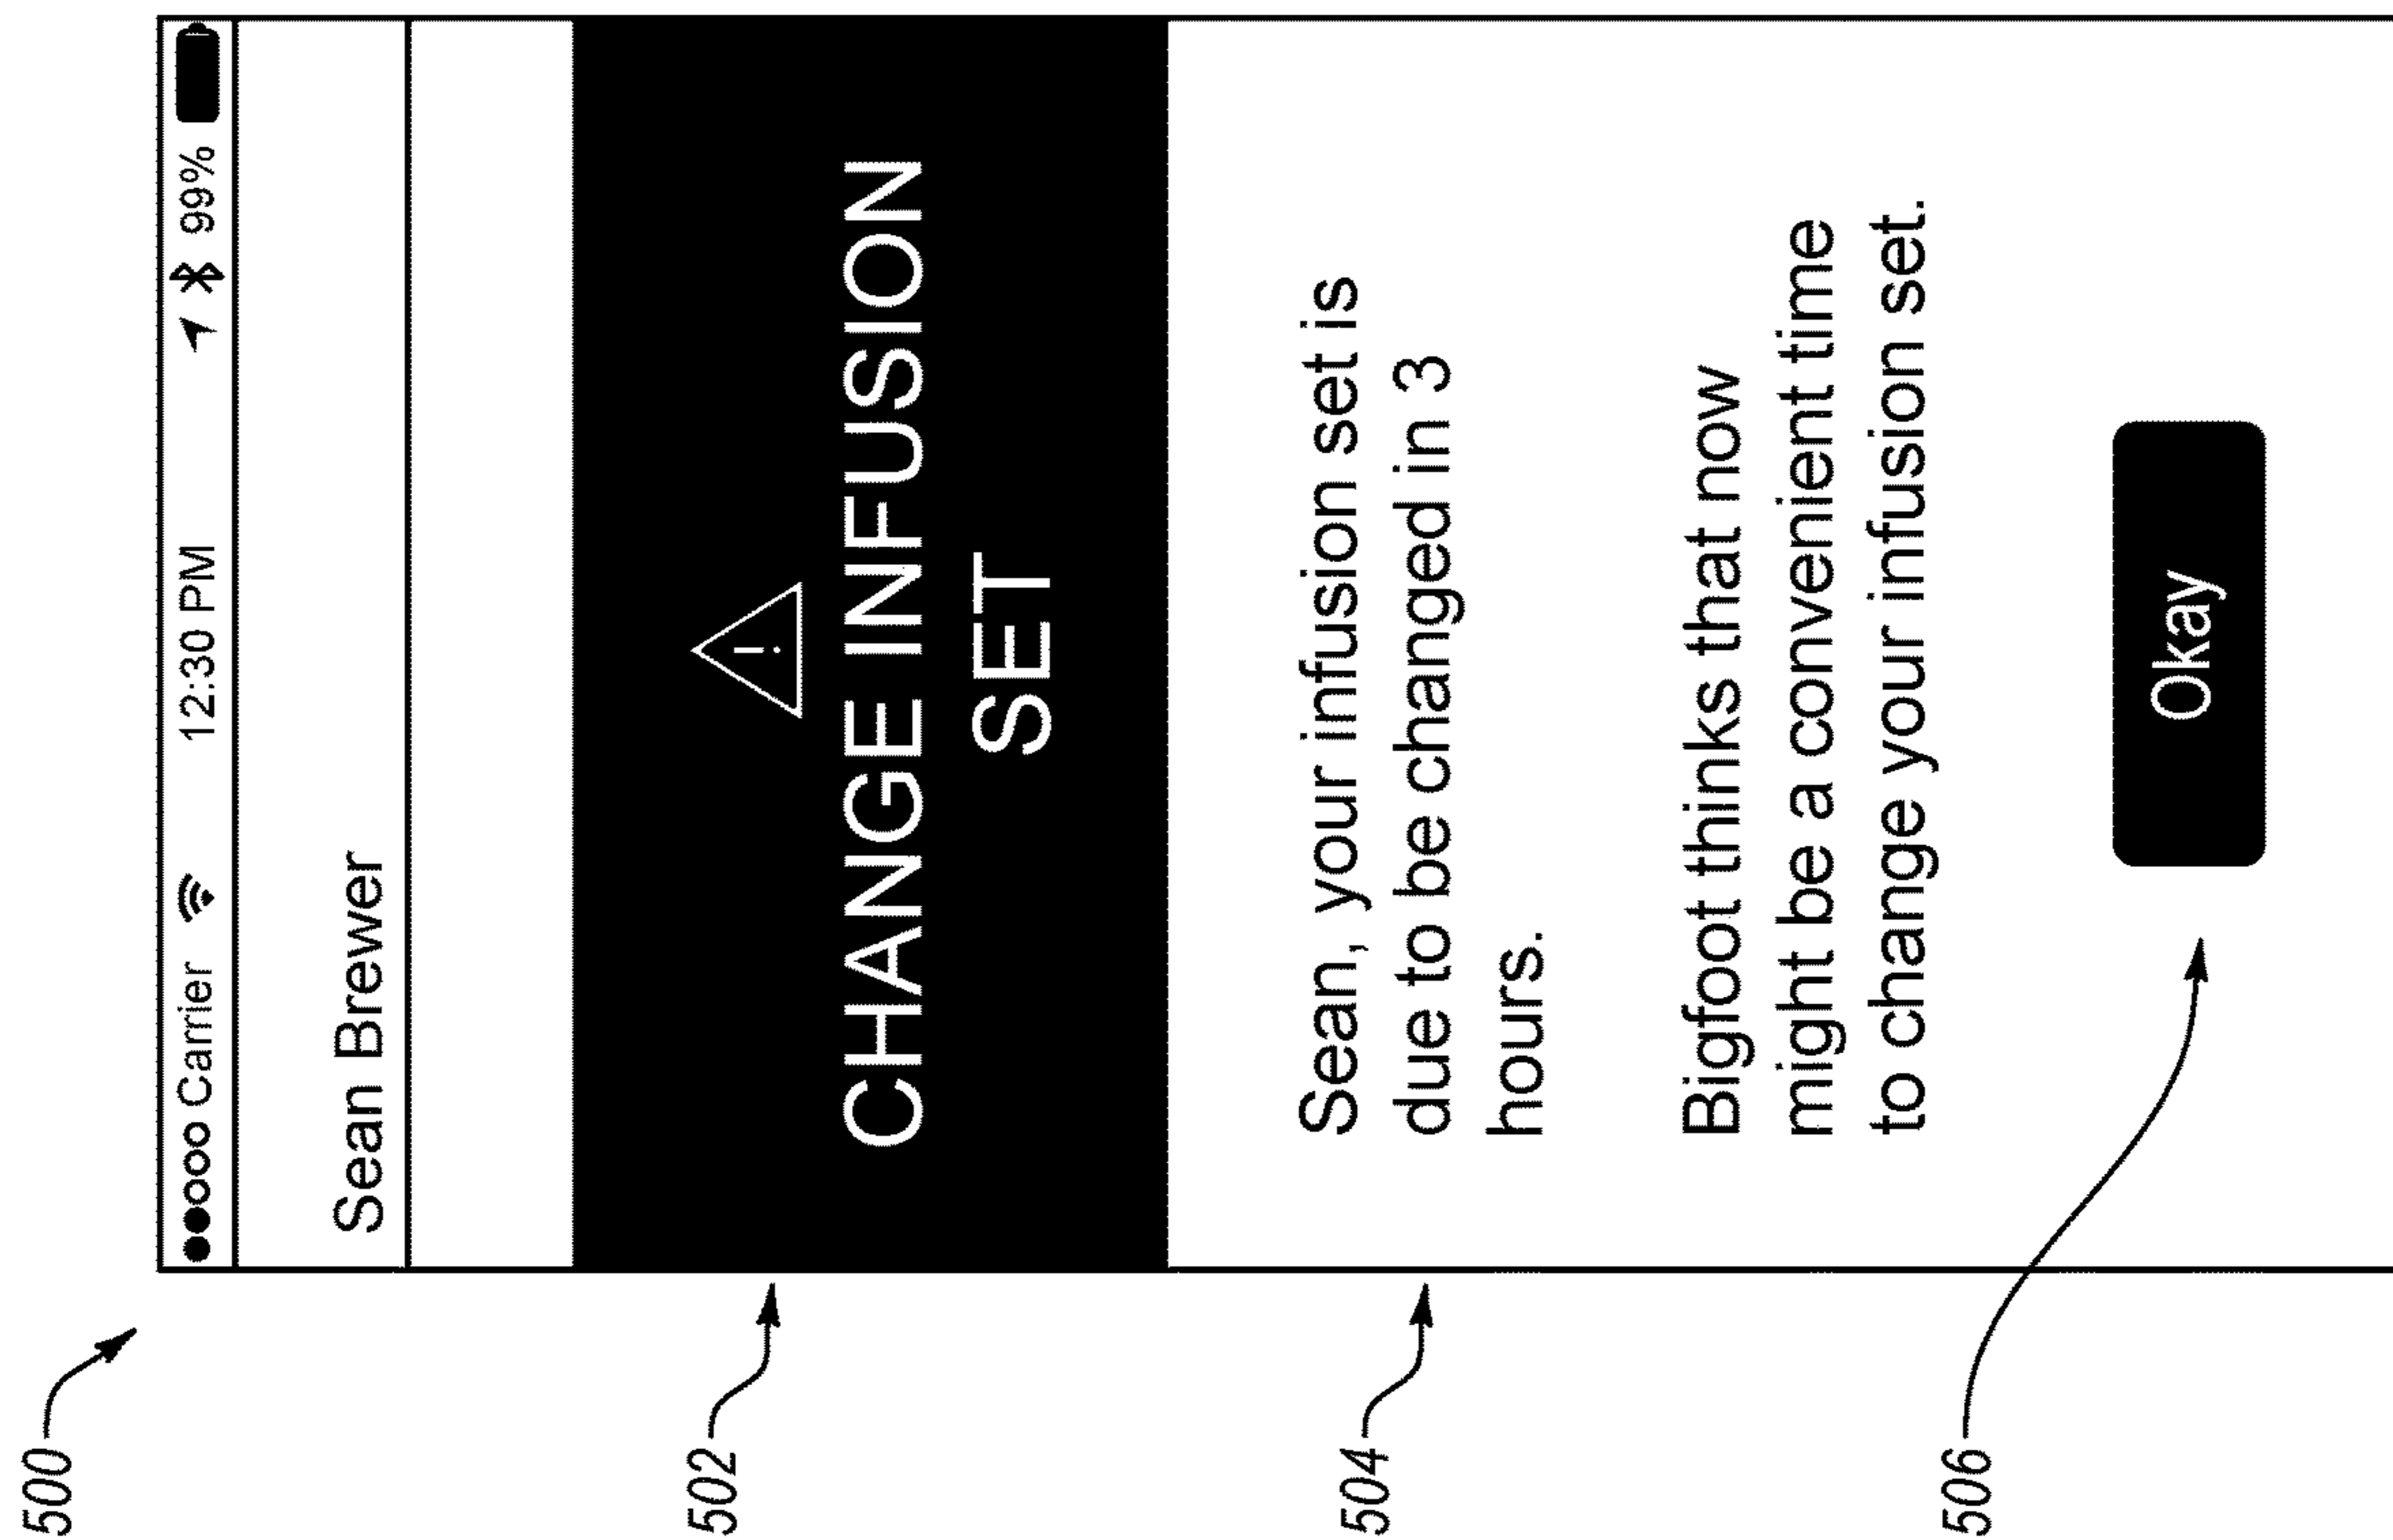 500
Carrier 12:30 PM 99%
Sean Brewer
502
CHANGE INFUSION
SET
504
Sean, your infusion set is
due to be changed in 3
hours.
Bigfoot thinks that now
might be a convenient time
to change your infusion set.
506
Okay